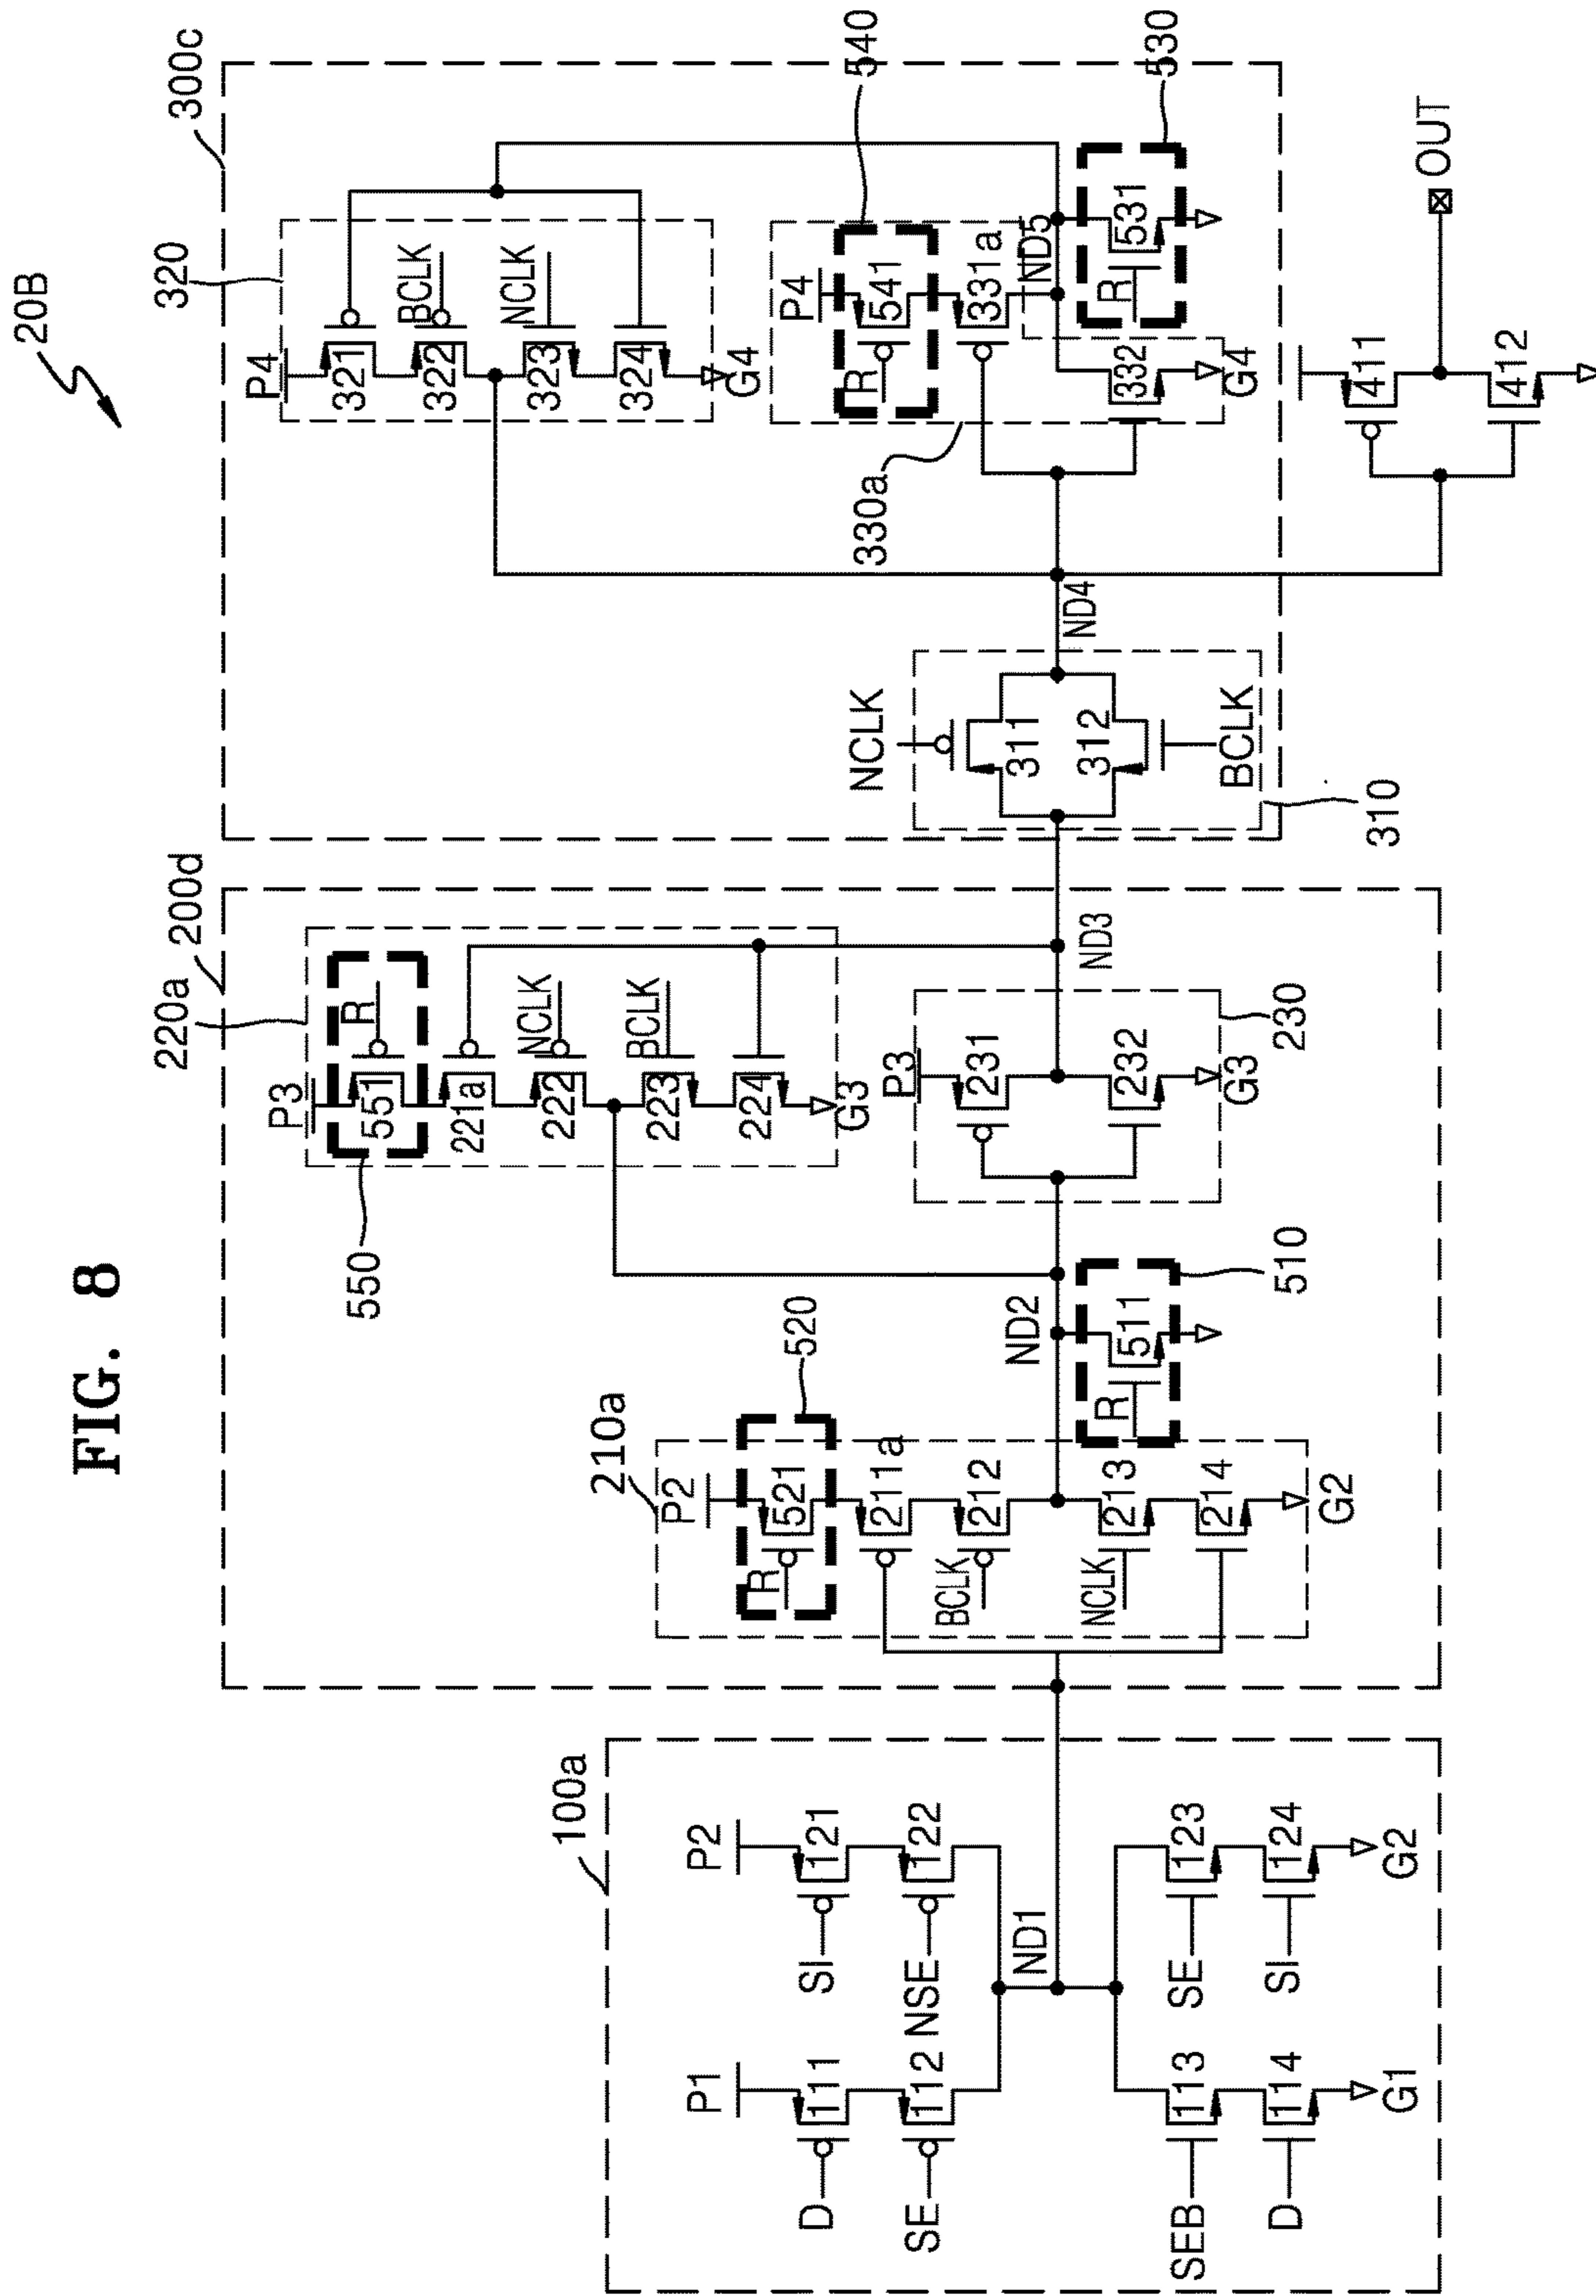 FIG. 8
20B
100a
P1
P2
D
111
SI
121
SE
112
NSE
122
ND1
SEB
113
SE
123
D
114
SI
124
G1
G2
200d
210a
520
P2
R
521
211a
BCLK
212
NCLK
213
214
G2
ND2
R
511
510
220a
550
P3
551
R
221a
222
NCLK
223
BCLK
224
G3
P3
231
232
G3
230
ND3
300c
NCLK
311
312
BCLK
310
ND4
320
P4
321
322
BCLK
323
NCLK
324
G4
330a
540
P4
R
541
331a
332
G4
ND5
R
531
530
411
412
OUT